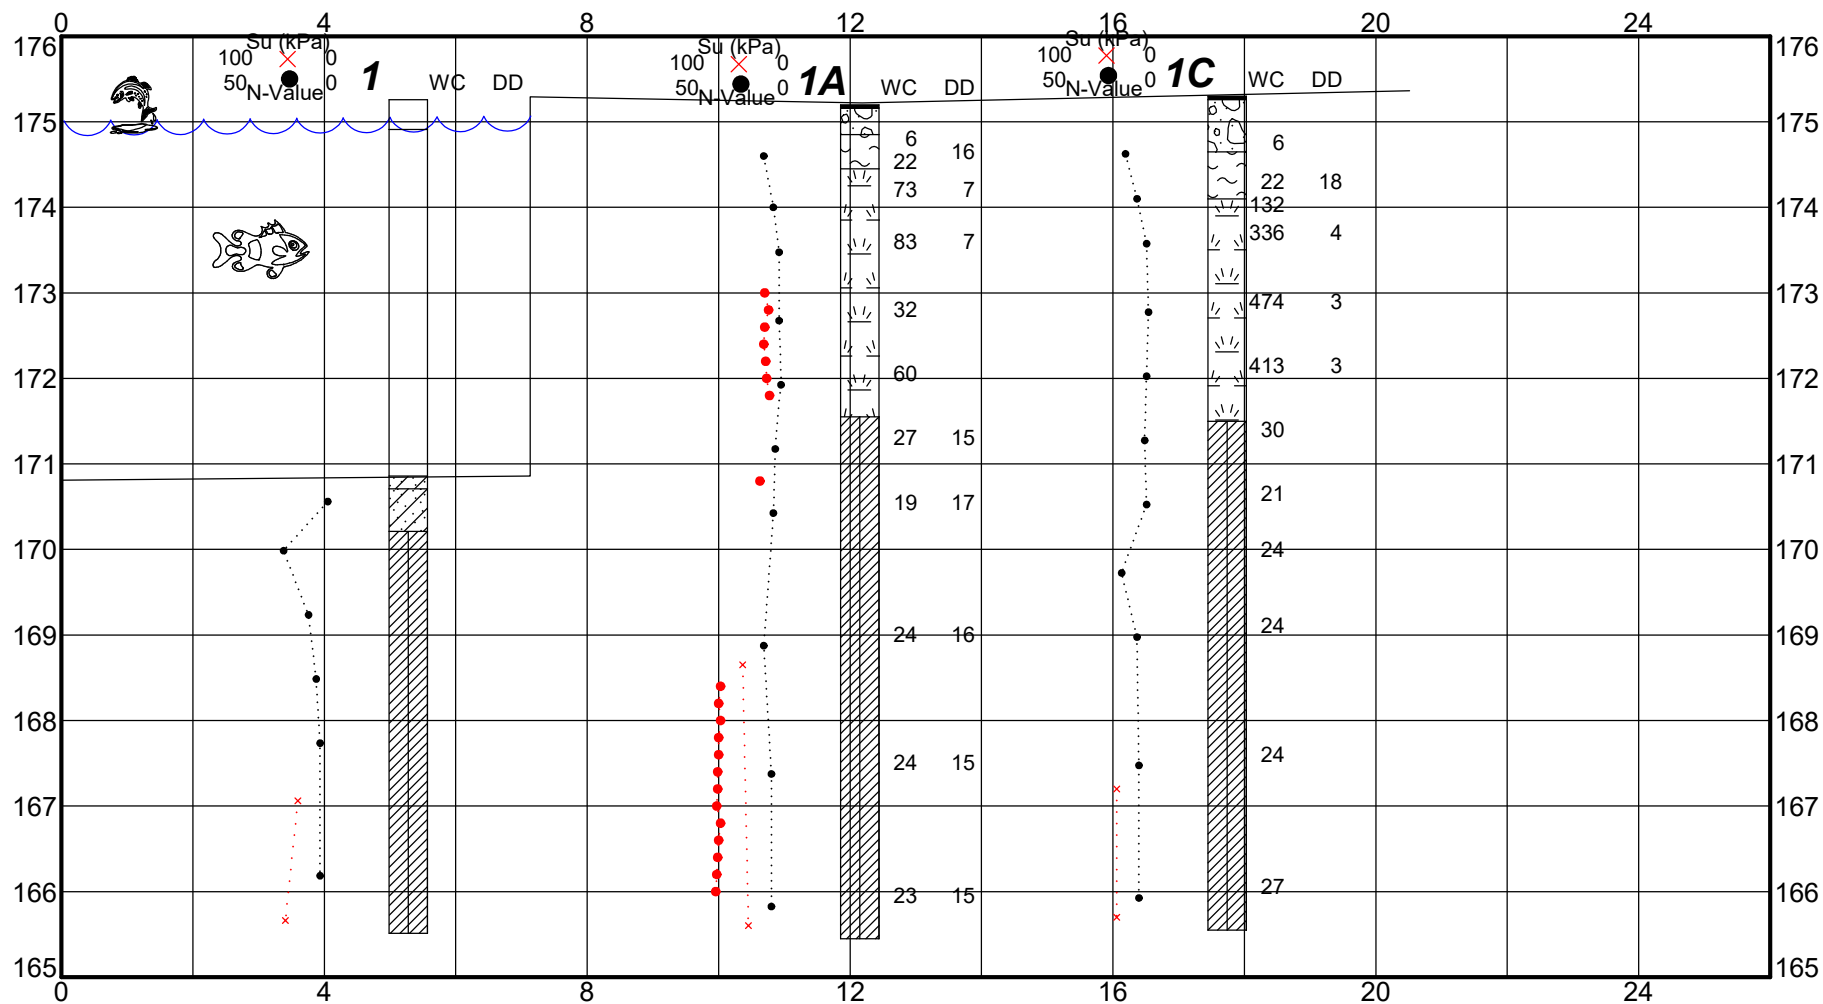 0 4 8 12 16 20 24
176 Su (kPa) Su (kPa) Su (kPa) 176
100 0 100 0 100 0
50 0 1 WC DD 50 0 1A WC DD 50 0 1C WC DD
N-Value N-Value N-Value
175 175
6 6
16
22 22 18
73 7 132
174 174
83 7 336 4
173 173
32 474 3
60 413 3
172 172
27 15 30
171 171
19 17 21
170 24 170
169 24 16 24 169
168 168
24 15 24
167 167
166 23 15 27 166
165 165
0 4 8 12 16 20 24